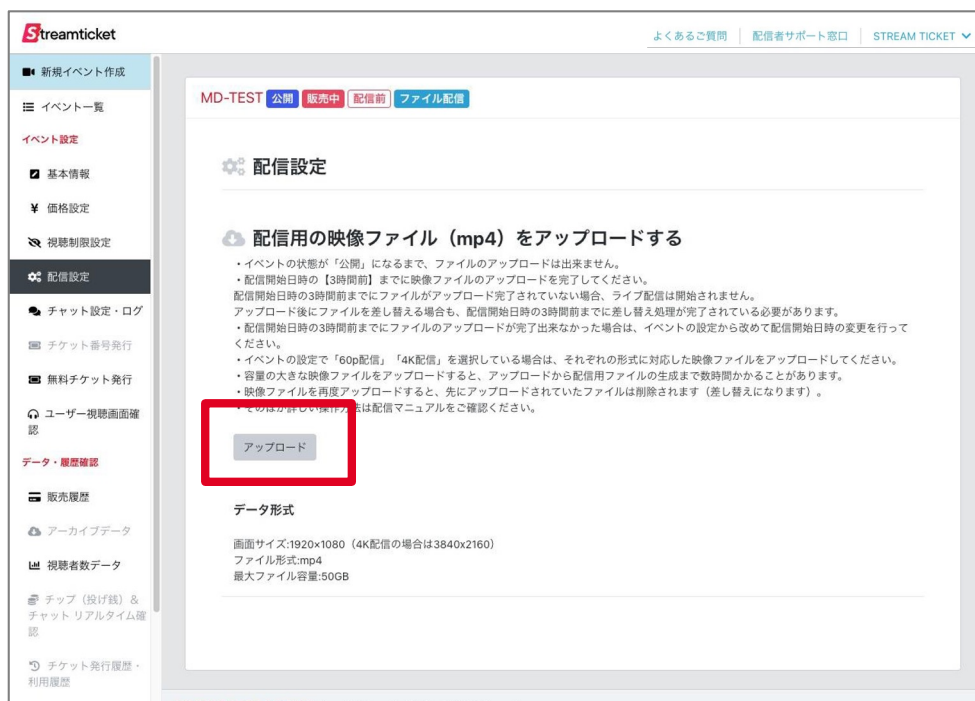 Streamticket
よくあるご質問
配信者サポート窓口
STREAM TICKET
新規イベント作成
イベント一覧
イベント設定
基本情報
価格設定
視聴制限設定
配信設定
チャット設定・ログ
チケット番号発行
無料チケット発行
ユーザー視聴画面確
認
データ・履歴確認
販売履歴
アーカイブデータ
視聴者数データ
チップ（投げ銭）&
チャット リアルタイム確
認
チケット発行履歴・
利用履歴
MD-TEST 公開 販売中 配信前 ファイル配信
配信設定
配信用の映像ファイル（mp4）をアップロードする
・イベントの状態が「公開」になるまで、ファイルのアップロードは出来ません。
・配信開始日時の【3時間前】までに映像ファイルのアップロードを完了してください。
配信開始日時の3時間前までにファイルがアップロード完了されていない場合、ライブ配信は開始されません。
アップロード後にファイルを差し替える場合も、配信開始日時の3時間前までに差し替え処理が完了されている必要があります。
・配信開始日時の3時間前までにファイルのアップロードが完了出来なかった場合は、イベントの設定から改めて配信開始日時の変更を行って
ください。
・イベントの設定で「60p配信」「4K配信」を選択している場合は、それぞれの形式に対応した映像ファイルをアップロードしてください。
・容量の大きな映像ファイルをアップロードすると、アップロードから配信用ファイルの生成まで数時間かかることがあります。
・映像ファイルを再度アップロードすると、先にアップロードされていたファイルは削除されます（差し替えになります）。
・そのほか詳しい操作方法は配信マニュアルをご確認ください。
アップロード
データ形式
画面サイズ:1920×1080（4K配信の場合は3840x2160）
ファイル形式:mp4
最大ファイル容量:50GB